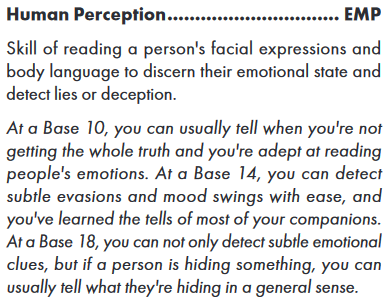 Human Perception............................... EMP
Skill of reading a person's facial expressions and
body language to discern their emotional state and
detect lies or deception.
At a Base 10, you can usually tell when you're not
getting the whole truth and you're adept at reading
people's emotions. At a Base 14, you can detect
subtle evasions and mood swings with ease, and
you've learned the tells of most of your companions.
At a Base 18, you can not only detect subtle emotional
clues, but if a person is hiding something, you can
usually tell what they're hiding in a general sense.